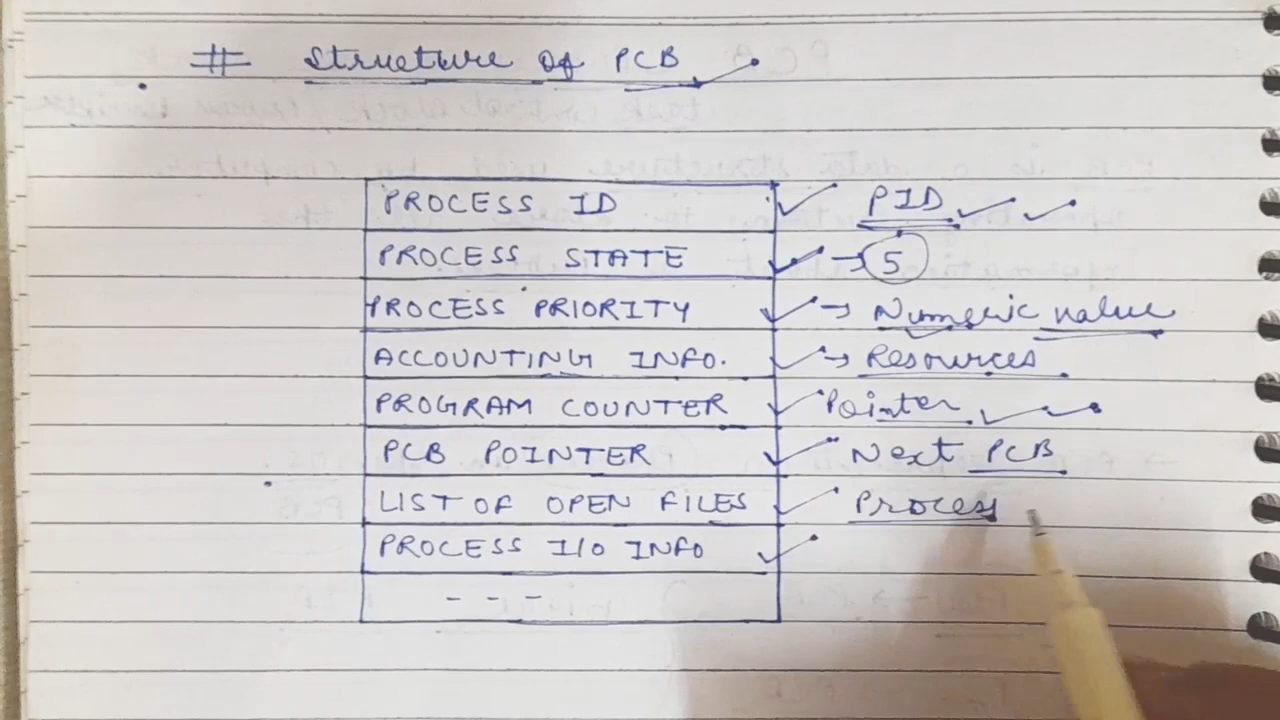 # Structure of PCB
PROCESS ID PID
PROCESS STATE → 5
PROCESS PRIORITY → Numeric value
ACCOUNTING INFO. → Resources
PROGRAM COUNTER Pointer
PCB POINTER Next PCB
LIST OF OPEN FILES Process
PROCESS I/O INFO
- - -